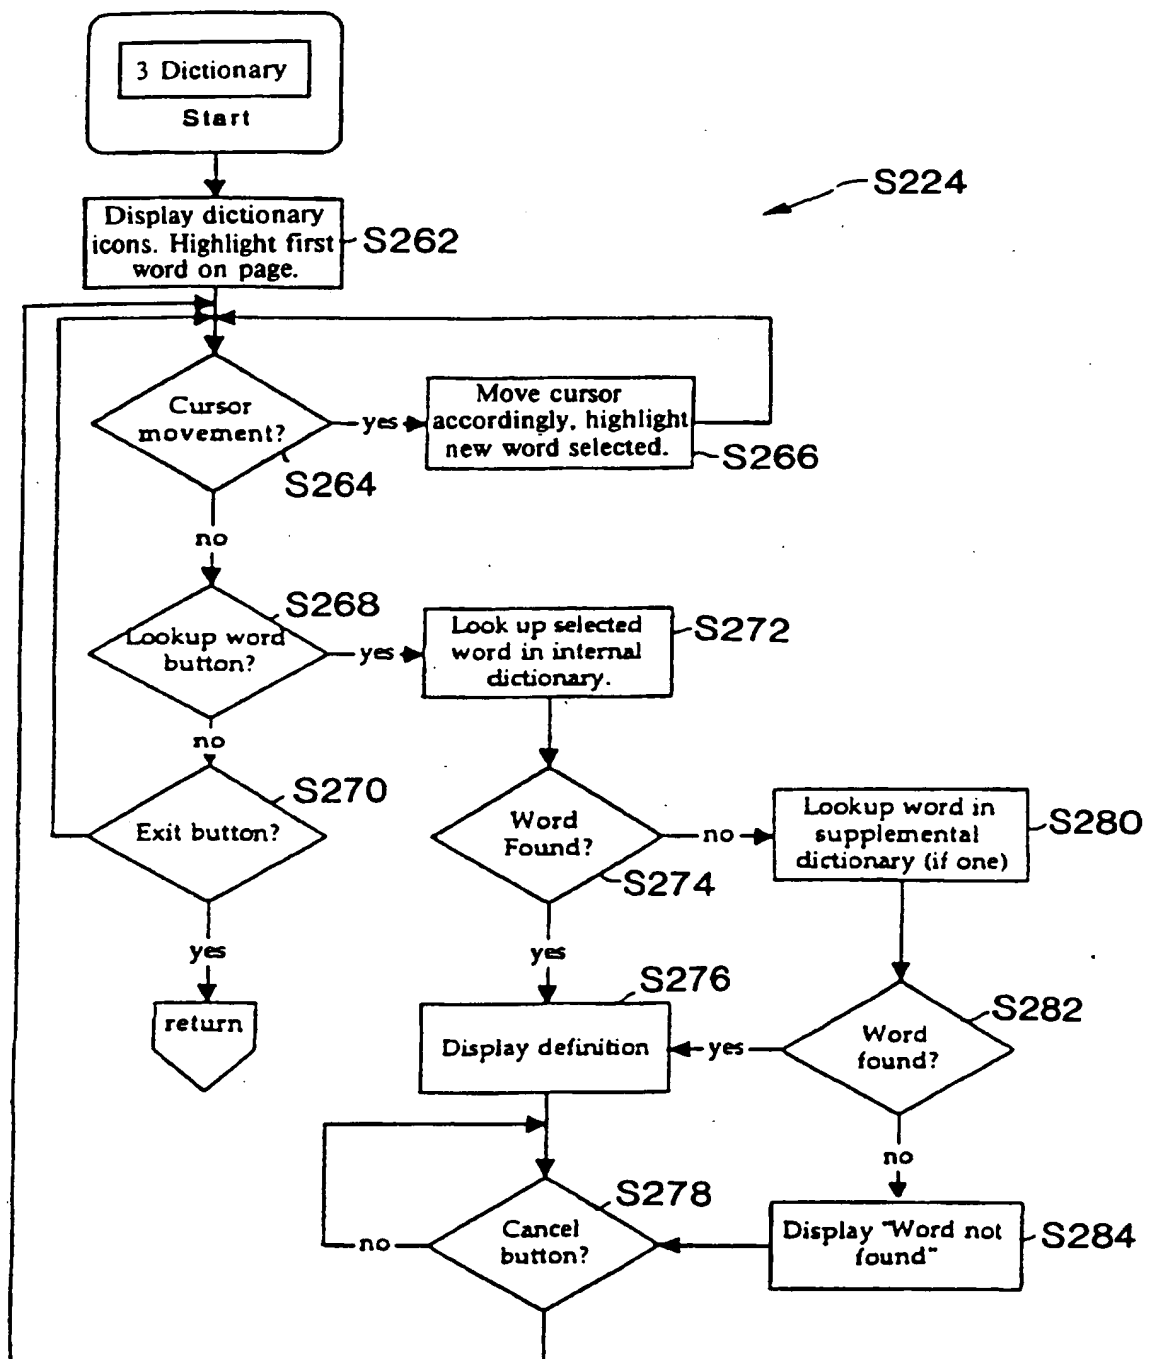 3 Dictionary
Start
S224
Display dictionary
icons. Highlight first
word on page.
S262
Cursor
movement?
yes
Move cursor
accordingly, highlight
new word selected.
S266
S264
no
S268
Lookup word
button?
yes
Look up selected
word in internal
dictionary.
S272
no
S270
Exit button?
Word
Found?
no
Lookup word in
supplemental
dictionary (if one)
S280
S274
yes
yes
S276
S282
return
Display definition
yes
Word
found?
no
S278
Cancel
button?
no
Display "Word not
found"
S284